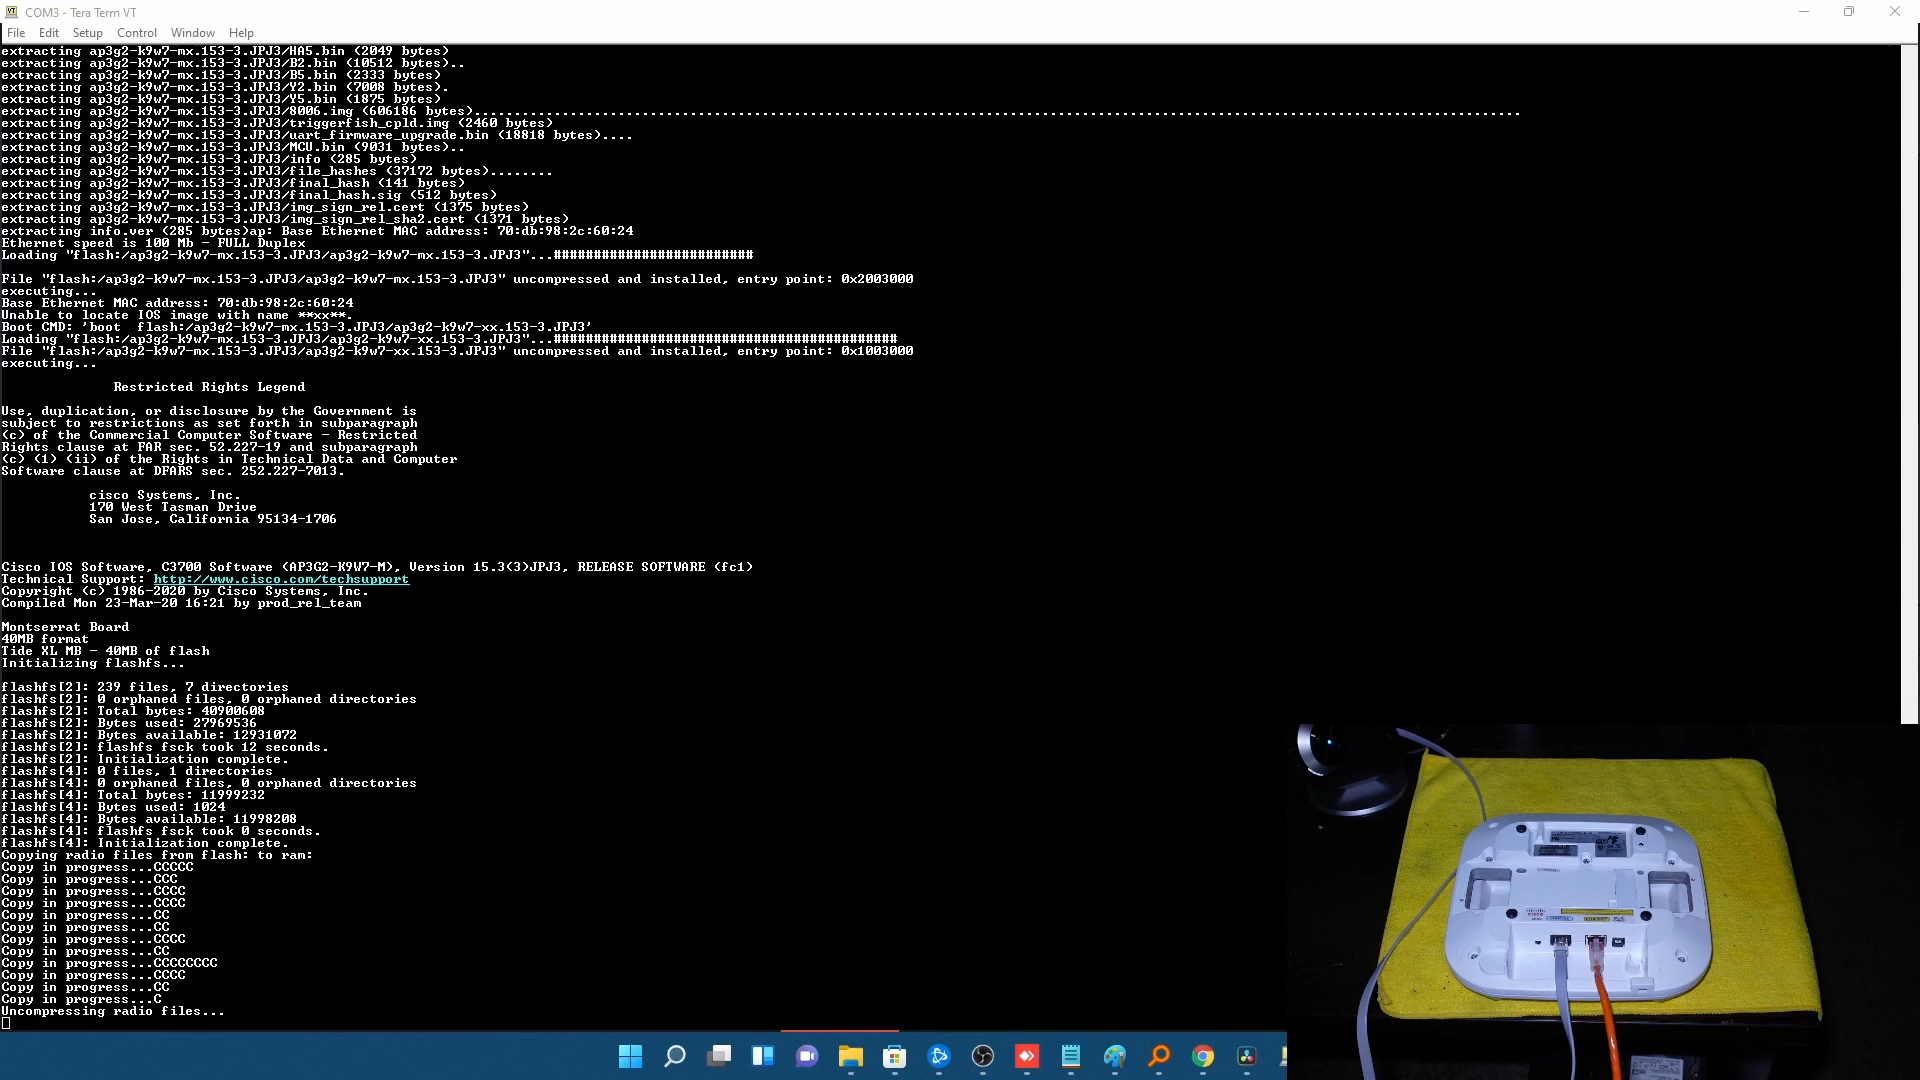 COM3 - Tera Term VT
File Edit Setup Control Window Help
extracting ap3g2-k9w7-mx.153-3.JPJ3/HA5.bin (2049 bytes)
extracting ap3g2-k9w7-mx.153-3.JPJ3/B2.bin (10512 bytes)..
extracting ap3g2-k9w7-mx.153-3.JPJ3/B5.bin (2333 bytes)
extracting ap3g2-k9w7-mx.153-3.JPJ3/Y2.bin (7008 bytes).
extracting ap3g2-k9w7-mx.153-3.JPJ3/Y5.bin (1875 bytes)
extracting ap3g2-k9w7-mx.153-3.JPJ3/8006.img (606186 bytes)...................................................................................................................................
extracting ap3g2-k9w7-mx.153-3.JPJ3/triggerfish_cpld.img (2460 bytes)
extracting ap3g2-k9w7-mx.153-3.JPJ3/uart_firmware_upgrade.bin (18818 bytes)....
extracting ap3g2-k9w7-mx.153-3.JPJ3/MCU.bin (9031 bytes)..
extracting ap3g2-k9w7-mx.153-3.JPJ3/info (285 bytes)
extracting ap3g2-k9w7-mx.153-3.JPJ3/file_hashes (37172 bytes)........
extracting ap3g2-k9w7-mx.153-3.JPJ3/final_hash (141 bytes)
extracting ap3g2-k9w7-mx.153-3.JPJ3/final_hash.sig (512 bytes)
extracting ap3g2-k9w7-mx.153-3.JPJ3/img_sign_rel.cert (1375 bytes)
extracting ap3g2-k9w7-mx.153-3.JPJ3/img_sign_rel_sha2.cert (1371 bytes)
extracting info.ver (285 bytes)ap: Base Ethernet MAC address: 70:db:98:2c:60:24
Ethernet speed is 100 Mb - FULL Duplex
Loading "flash:/ap3g2-k9w7-mx.153-3.JPJ3/ap3g2-k9w7-mx.153-3.JPJ3"...#########################
File "flash:/ap3g2-k9w7-mx.153-3.JPJ3/ap3g2-k9w7-mx.153-3.JPJ3" uncompressed and installed, entry point: 0x2003000
executing...
Base Ethernet MAC address: 70:db:98:2c:60:24
Unable to locate IOS image with name **xx**.
Boot CMD: 'boot  flash:/ap3g2-k9w7-mx.153-3.JPJ3/ap3g2-k9w7-xx.153-3.JPJ3'
Loading "flash:/ap3g2-k9w7-mx.153-3.JPJ3/ap3g2-k9w7-xx.153-3.JPJ3"...###########################################
File "flash:/ap3g2-k9w7-mx.153-3.JPJ3/ap3g2-k9w7-xx.153-3.JPJ3" uncompressed and installed, entry point: 0x1003000
executing...
Restricted Rights Legend
Use, duplication, or disclosure by the Government is
subject to restrictions as set forth in subparagraph
(c) of the Commercial Computer Software - Restricted
Rights clause at FAR sec. 52.227-19 and subparagraph
(c) (1) (ii) of the Rights in Technical Data and Computer
Software clause at DFARS sec. 252.227-7013.
cisco Systems, Inc.
170 West Tasman Drive
San Jose, California 95134-1706
Cisco IOS Software, C3700 Software (AP3G2-K9W7-M), Version 15.3(3)JPJ3, RELEASE SOFTWARE (fc1)
Technical Support: http://www.cisco.com/techsupport
Copyright (c) 1986-2020 by Cisco Systems, Inc.
Compiled Mon 23-Mar-20 16:21 by prod_rel_team
Montserrat Board
40MB format
Tide XL MB - 40MB of flash
Initializing flashfs...
flashfs[2]: 239 files, 7 directories
flashfs[2]: 0 orphaned files, 0 orphaned directories
flashfs[2]: Total bytes: 40900608
flashfs[2]: Bytes used: 27969536
flashfs[2]: Bytes available: 12931072
flashfs[2]: flashfs fsck took 12 seconds.
flashfs[2]: Initialization complete.
flashfs[4]: 0 files, 1 directories
flashfs[4]: 0 orphaned files, 0 orphaned directories
flashfs[4]: Total bytes: 11999232
flashfs[4]: Bytes used: 1024
flashfs[4]: Bytes available: 11998208
flashfs[4]: flashfs fsck took 0 seconds.
flashfs[4]: Initialization complete.
Copying radio files from flash: to ram:
Copy in progress...CCCCC
Copy in progress...CCC
Copy in progress...CCCC
Copy in progress...CCCC
Copy in progress...CC
Copy in progress...CC
Copy in progress...CCCC
Copy in progress...CC
Copy in progress...CCCCCCCC
Copy in progress...CCCC
Copy in progress...CC
Copy in progress...C
Uncompressing radio files...